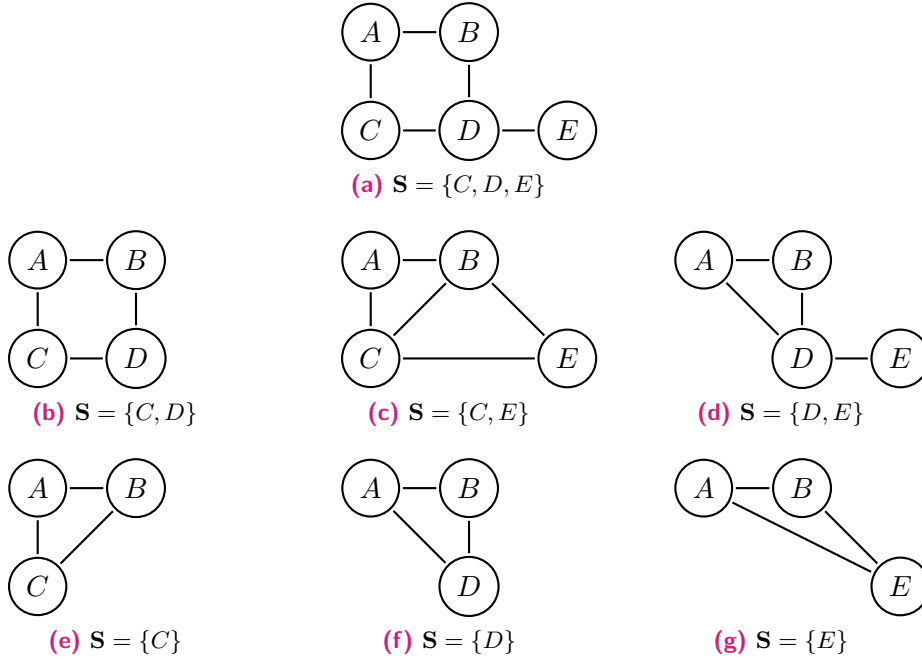 A B
C D E
(a) S = {C, D, E}
A B A B A B
C D C E D E
(b) S = {C, D} (c) S = {C, E} (d) S = {D, E}
A B A B A B
C D E
(e) S = {C} (f) S = {D} (g) S = {E}